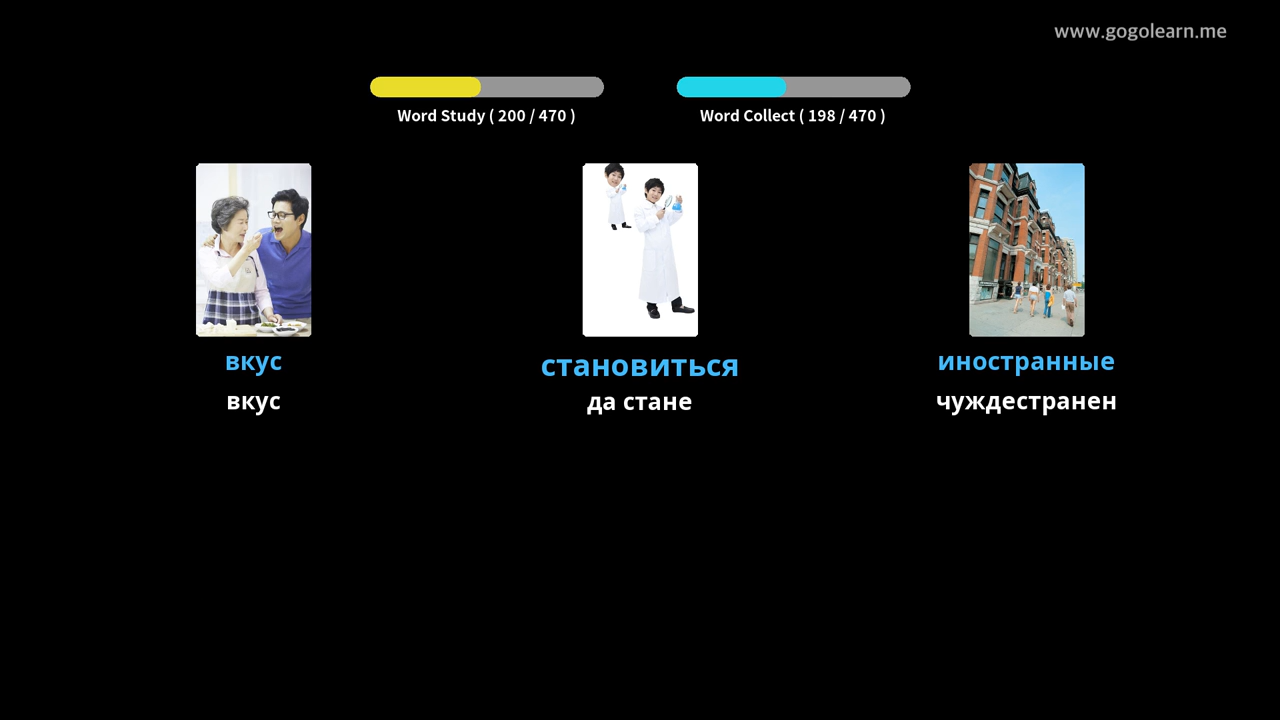 www.gogolearn.me
Word Study ( 200 / 470 )
Word Collect ( 198 / 470 )
вкус
становиться
иностранные
вкус
да стане
чуждестранен